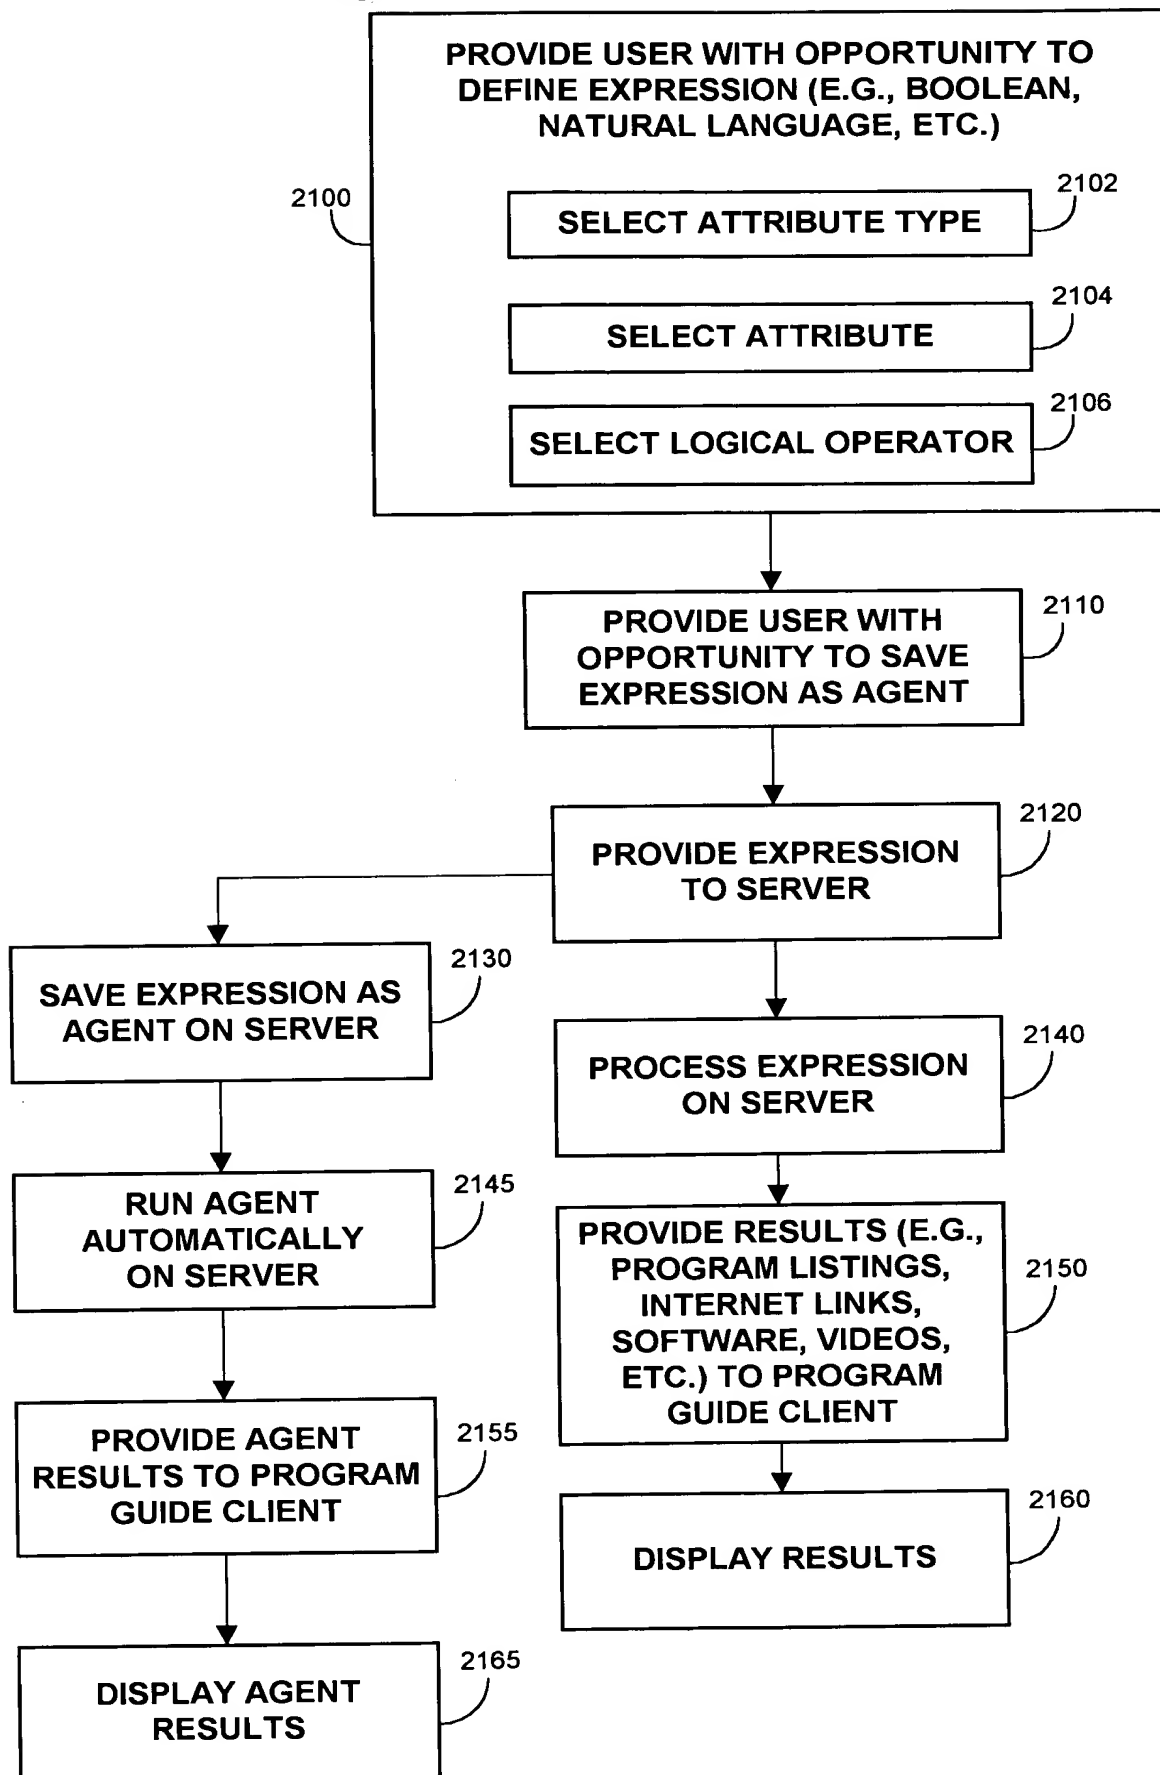 PROVIDE USER WITH OPPORTUNITY TO
DEFINE EXPRESSION (E.G., BOOLEAN,
NATURAL LANGUAGE, ETC.)
2100
2102
SELECT ATTRIBUTE TYPE
2104
SELECT ATTRIBUTE
2106
SELECT LOGICAL OPERATOR
2110
PROVIDE USER WITH
OPPORTUNITY TO SAVE
EXPRESSION AS AGENT
2120
PROVIDE EXPRESSION
TO SERVER
2130
SAVE EXPRESSION AS
AGENT ON SERVER
2140
PROCESS EXPRESSION
ON SERVER
2145
RUN AGENT
AUTOMATICALLY
ON SERVER
2150
PROVIDE RESULTS (E.G.,
PROGRAM LISTINGS,
INTERNET LINKS,
SOFTWARE, VIDEOS,
ETC.) TO PROGRAM
GUIDE CLIENT
2155
PROVIDE AGENT
RESULTS TO PROGRAM
GUIDE CLIENT
2160
DISPLAY RESULTS
2165
DISPLAY AGENT
RESULTS